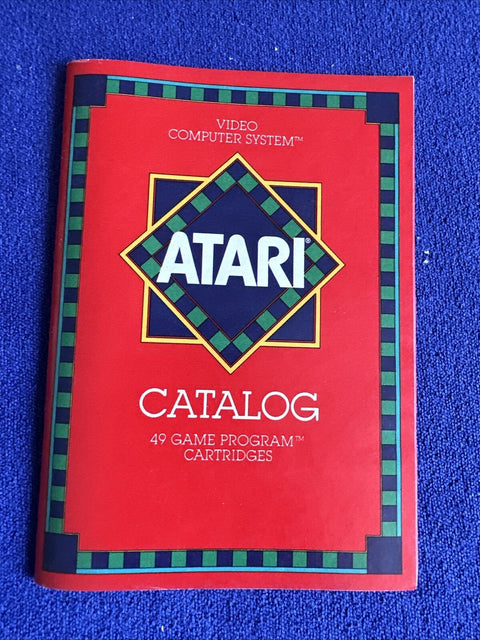 VIDEO
COMPUTER SYSTEM™
ATARI®
CATALOG
49 GAME PROGRAM™
CARTRIDGES